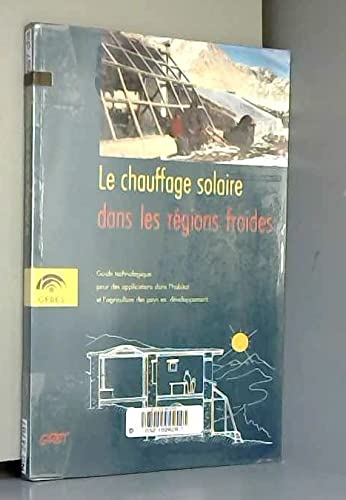 Le chauffage solaire
dans les régions froides
Guide technologique
pour des applications dans l'habitat
et l'agriculture des pays en développement
GERES
GRET